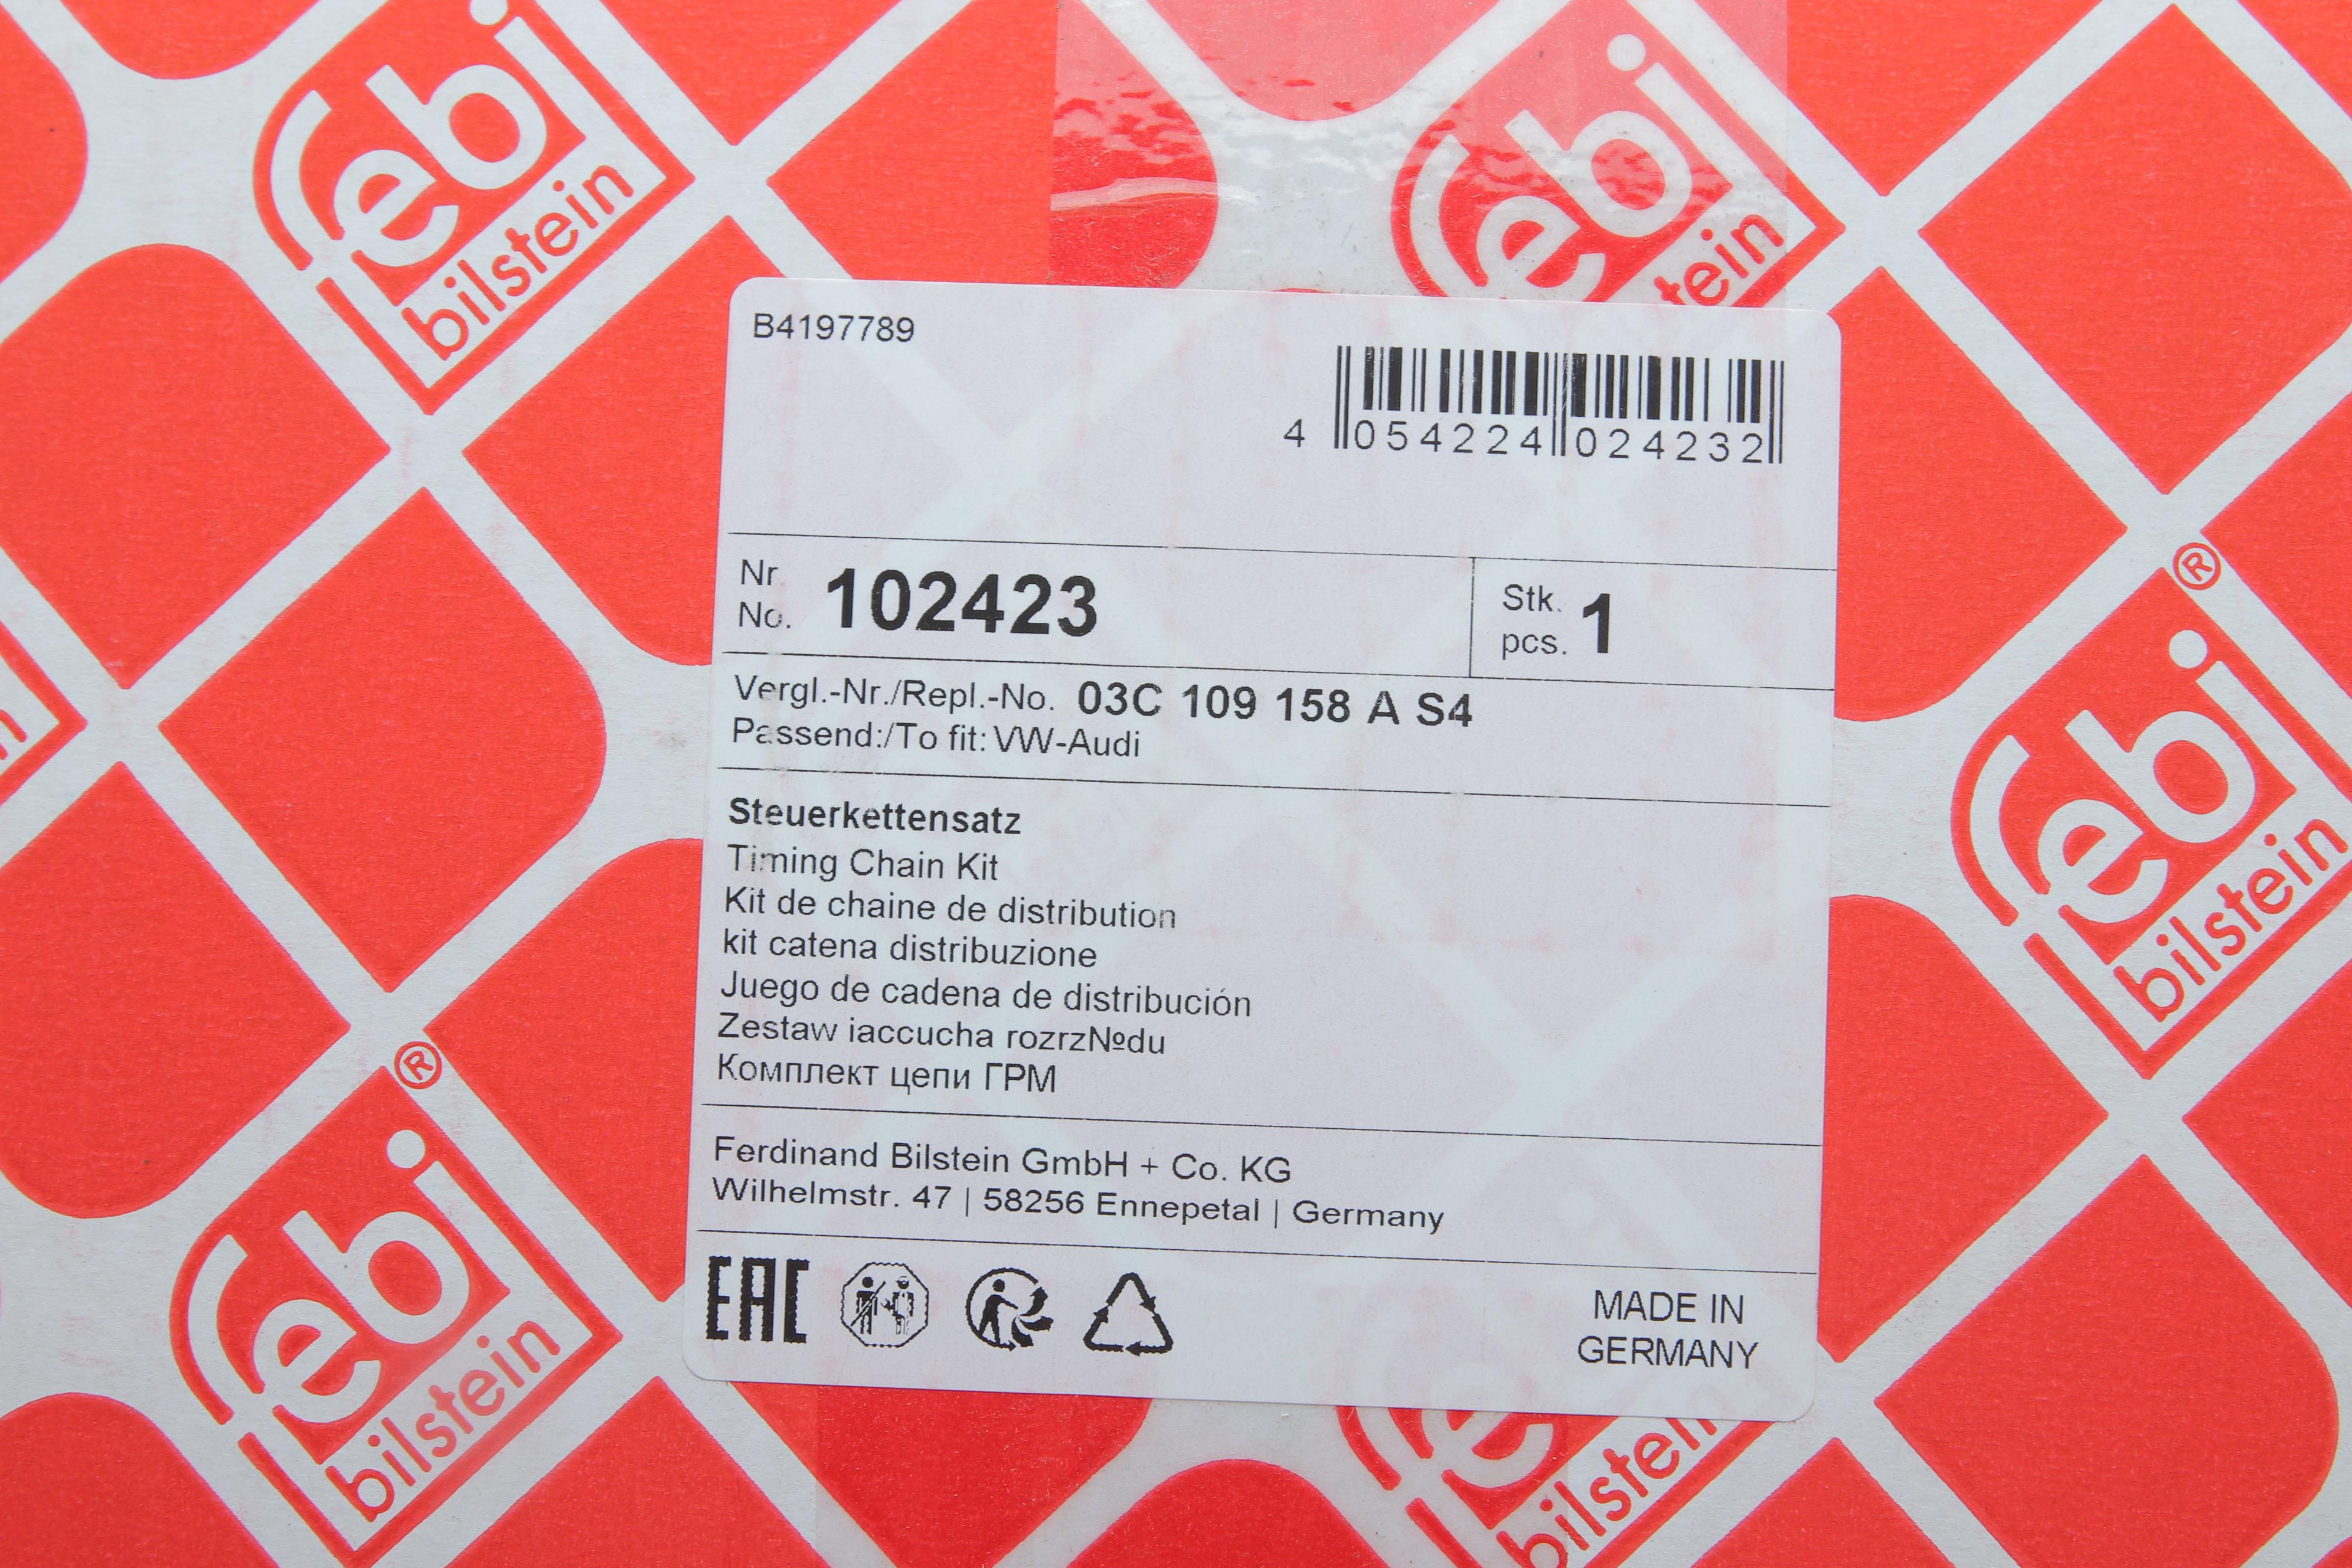 febi
bilstein
febi
tein
B4197789
4 054224 024232
Nr
No. 102423
Stk.
pcs. 1
Vergl.-Nr./Repl.-No. 03C 109 158 A S4
Passend:/To fit: VW-Audi
Steuerkettensatz
Timing Chain Kit
Kit de chaine de distribution
kit catena distribuzione
Juego de cadena de distribución
Zestaw iaccucha rozrz№du
Комплект цепи ГРМ
Ferdinand Bilstein GmbH + Co. KG
Wilhelmstr. 47 | 58256 Ennepetal | Germany
EAC
MADE IN
GERMANY
®
febi
bilstein
®
febi
bilstein
bilstein